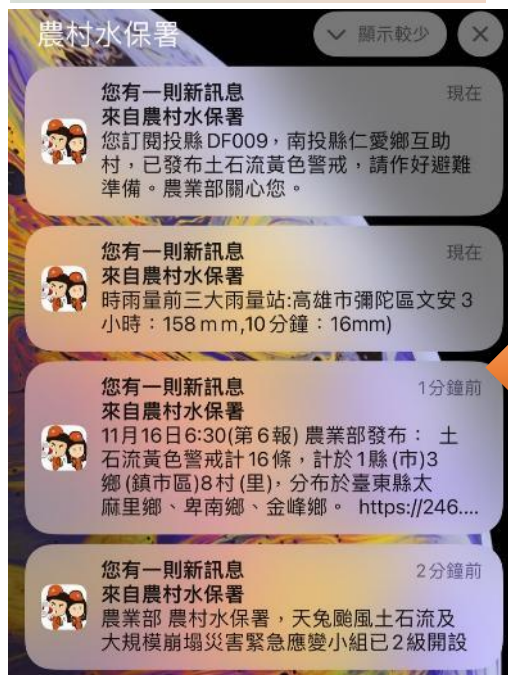 農村水保署
顯示較少
您有一則新訊息
現在
來自農村水保署
您訂閱投縣DF009，南投縣仁愛鄉互助
村，已發布土石流黃色警戒，請作好避難
準備。農業部關心您。
您有一則新訊息
現在
來自農村水保署
時雨量前三大雨量站:高雄市彌陀區文安3
小時：158mm,10分鐘：16mm)
您有一則新訊息
1分鐘前
來自農村水保署
11月16日6:30(第6報) 農業部發布： 土
石流黃色警戒計16條，計於1縣(市)3
鄉(鎮市區)8村(里)，分布於臺東縣太
麻里鄉、卑南鄉、金峰鄉。 https://246....
您有一則新訊息
2分鐘前
來自農村水保署
農業部 農村水保署，天兔颱風土石流及
大規模崩塌災害緊急應變小組已2級開設